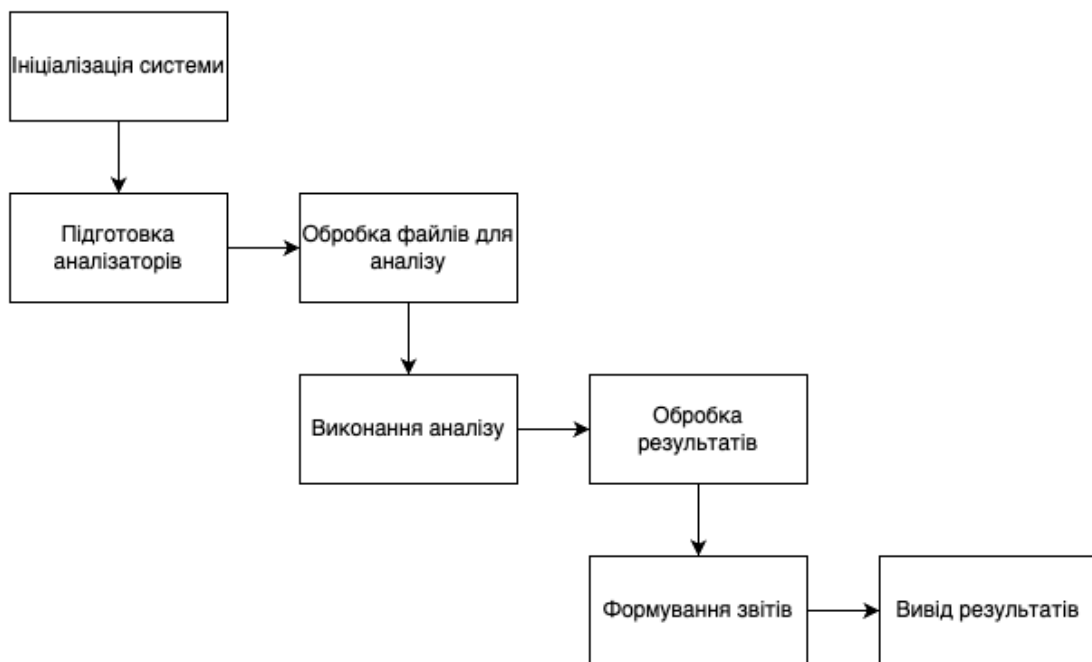 Ініціалізація системи
Підготовка
аналізаторів
Обробка файлів для
аналізу
Виконання аналізу
Обробка
результатів
Формування звітів
Вивід результатів